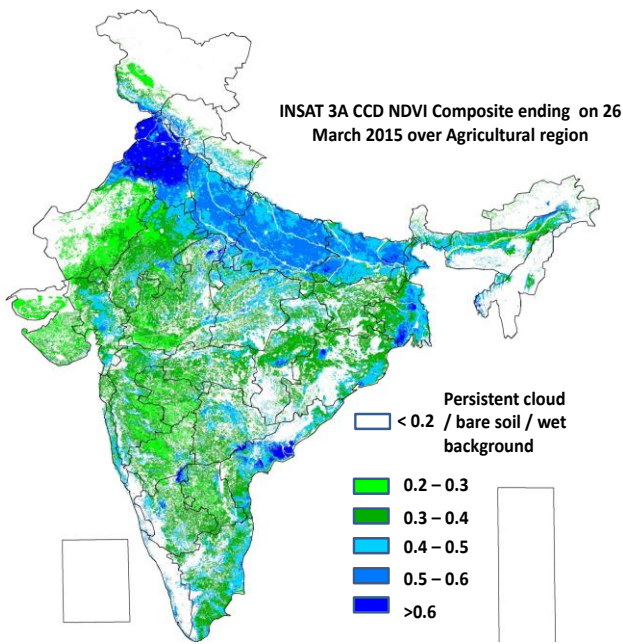 INSAT 3A CCD NDVI Composite ending on 26
March 2015 over Agricultural region
Persistent cloud
< 0.2 / bare soil / wet
background
0.2 – 0.3
0.3 – 0.4
0.4 – 0.5
0.5 – 0.6
>0.6